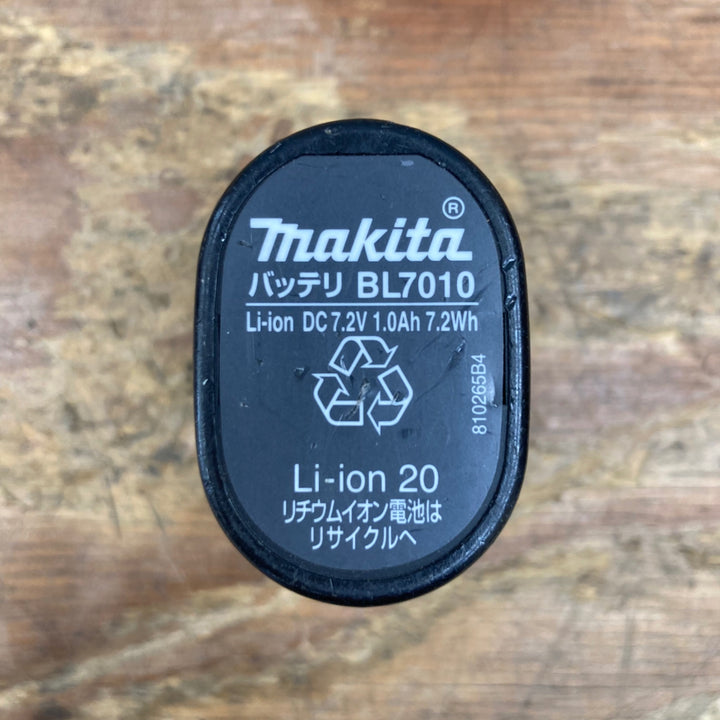 makita®
バッテリ BL7010
Li-ion DC 7.2V 1.0Ah 7.2Wh
810265B4
Li-ion 20
リチウムイオン電池は
リサイクルへ